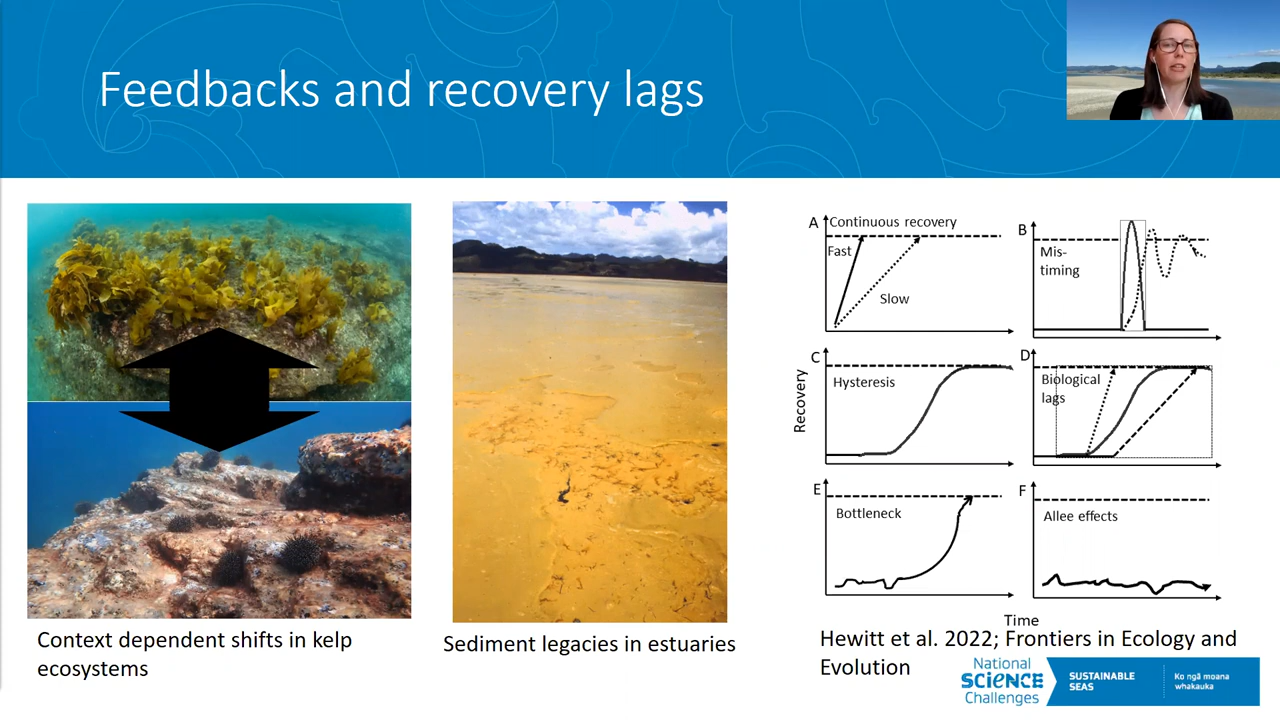 Feedbacks and recovery lags
A
Continuous recovery
Fast
Slow
B
Mis-
timing
C
Hysteresis
D
Biological
lags
Recovery
E
Bottleneck
F
Allee effects
Time
Context dependent shifts in kelp
ecosystems
Sediment legacies in estuaries
Hewitt et al. 2022; Frontiers in Ecology and
Evolution
National
SCIENCE
Challenges
SUSTAINABLE
SEAS
Ko ngā moana
whakauka